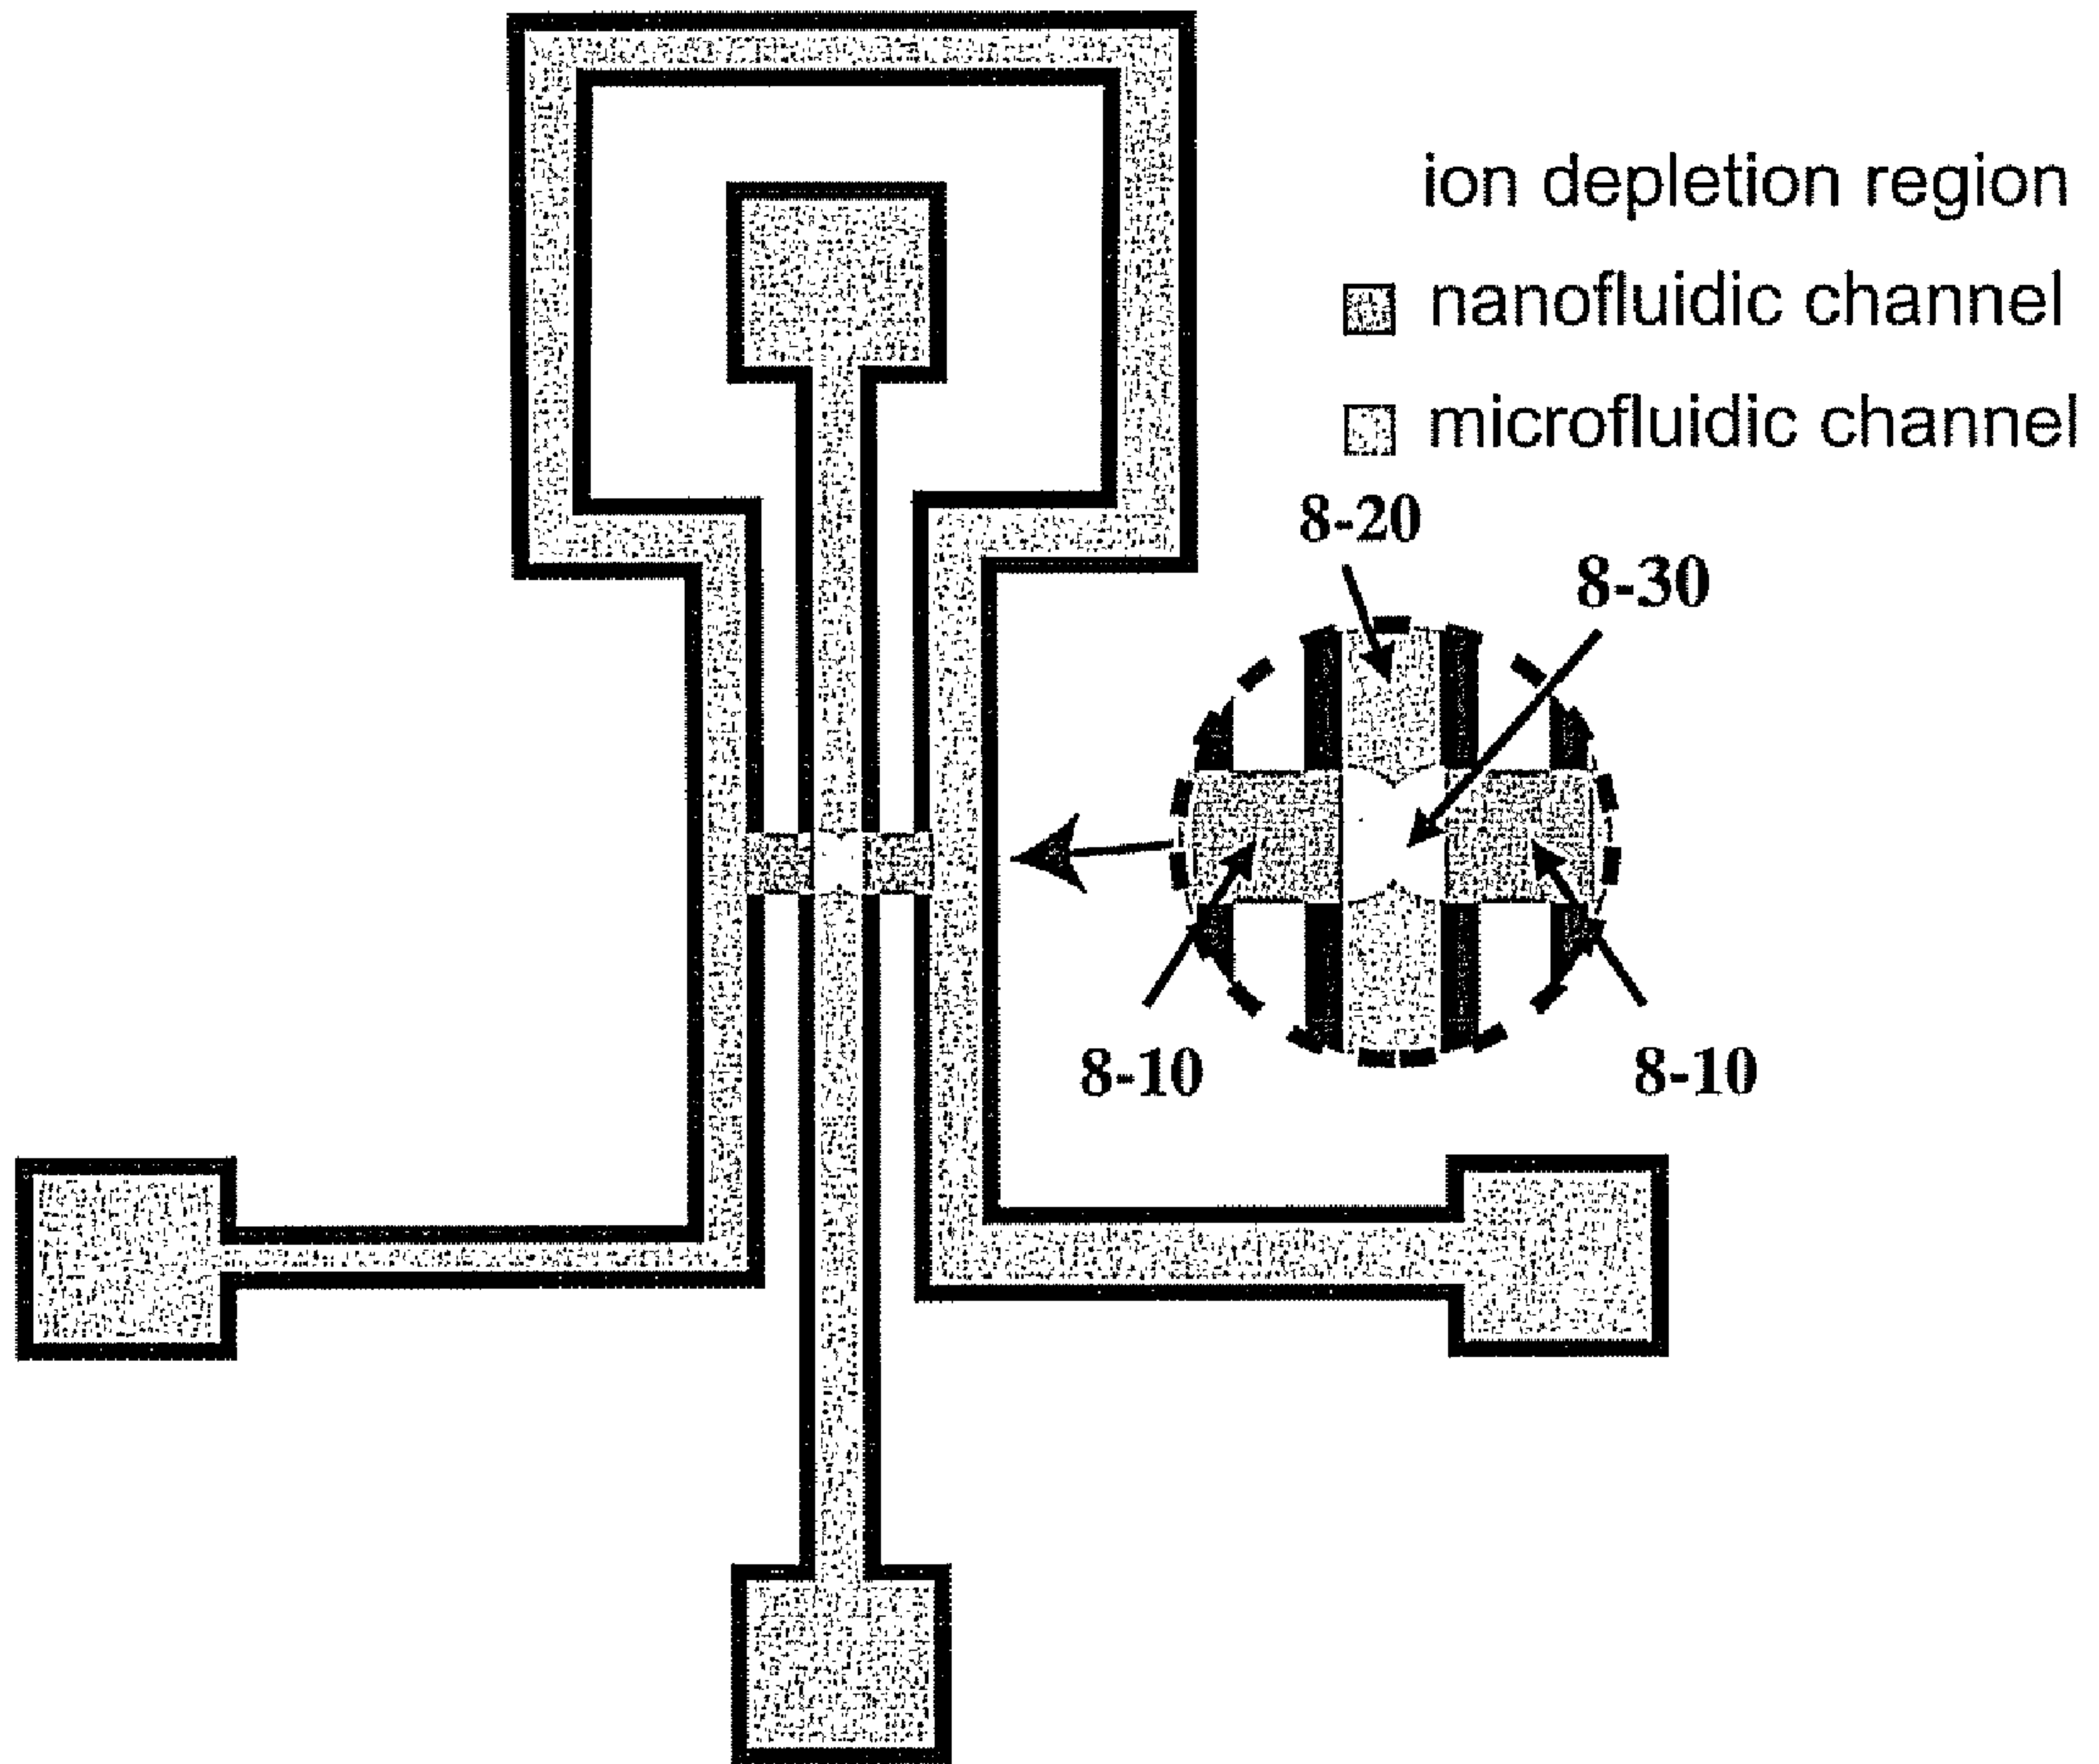 ion depletion region
nanofluidic channel
microfluidic channel
8-20
8-30
8-10
8-10